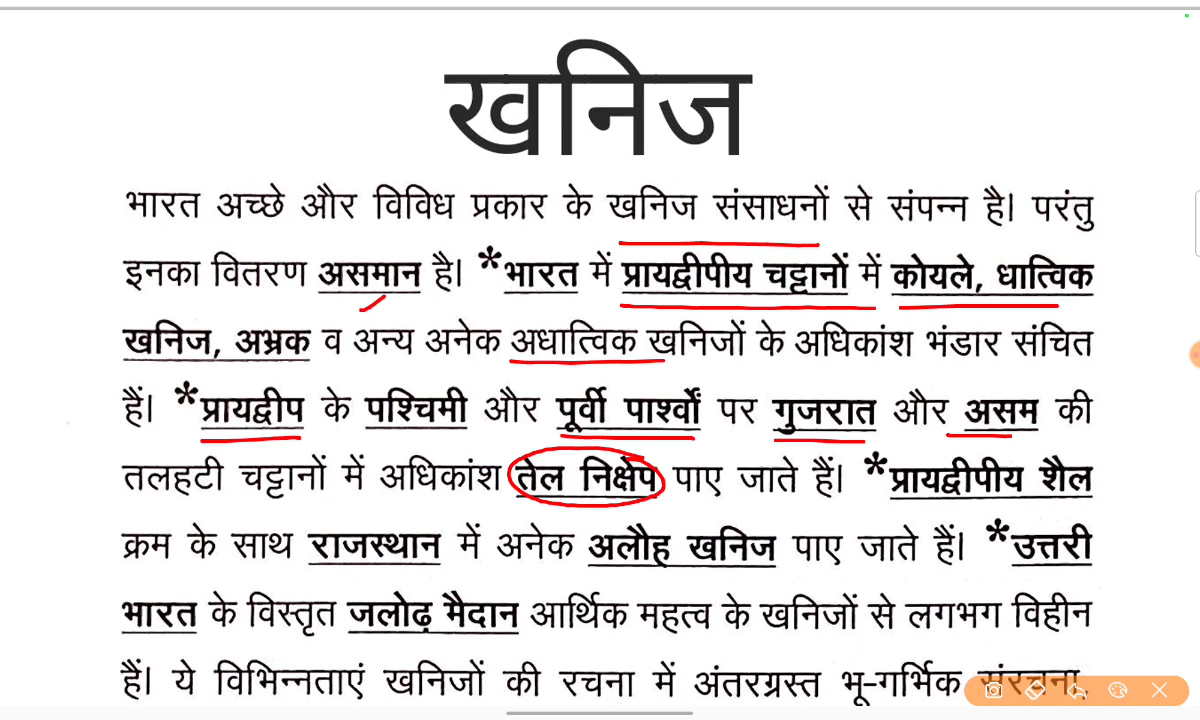 खनिज
भारत अच्छे और विविध प्रकार के खनिज संसाधनों से संपन्न है। परंतु
इनका वितरण असमान है। *भारत में प्रायद्वीपीय चट्टानों में कोयले, धात्विक
खनिज, अभ्रक व अन्य अनेक अधात्विक खनिजों के अधिकांश भंडार संचित
हैं। *प्रायद्वीप के पश्चिमी और पूर्वी पार्श्वों पर गुजरात और असम की
तलहटी चट्टानों में अधिकांश तेल निक्षेप पाए जाते हैं। *प्रायद्वीपीय शैल
क्रम के साथ राजस्थान में अनेक अलौह खनिज पाए जाते हैं। *उत्तरी
भारत के विस्तृत जलोढ़ मैदान आर्थिक महत्व के खनिजों से लगभग विहीन
हैं। ये विभिन्नताएं खनिजों की रचना में अंतरग्रस्त भू-गर्भिक संरचना,